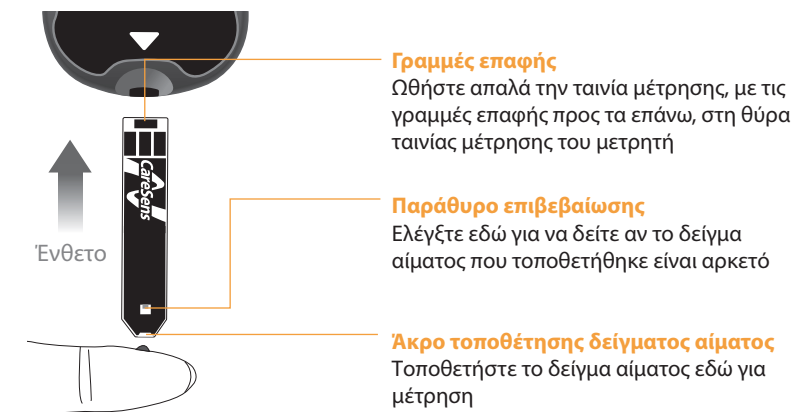 Γραμμές επαφής
Ωθήστε απαλά την ταινία μέτρησης, με τις
γραμμές επαφής προς τα επάνω, στη θύρα
ταινίας μέτρησης του μετρητή
CareSens
Παράθυρο επιβεβαίωσης
Ελέγξτε εδώ για να δείτε αν το δείγμα
αίματος που τοποθετήθηκε είναι αρκετό
Ένθετο
Άκρο τοποθέτησης δείγματος αίματος
Τοποθετήστε το δείγμα αίματος εδώ για
μέτρηση